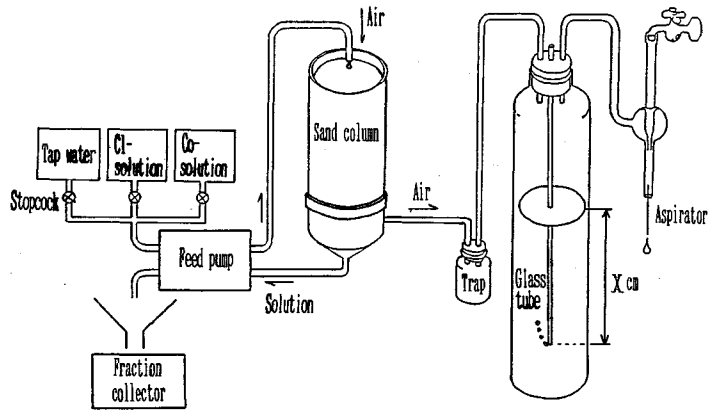 Air
Tap water
Cl-
solution
Co-
solution
Stopcock
Sand column
Air
Feed pump
Solution
Trap
Glass
tube
X cm
Aspirator
Fraction
collector